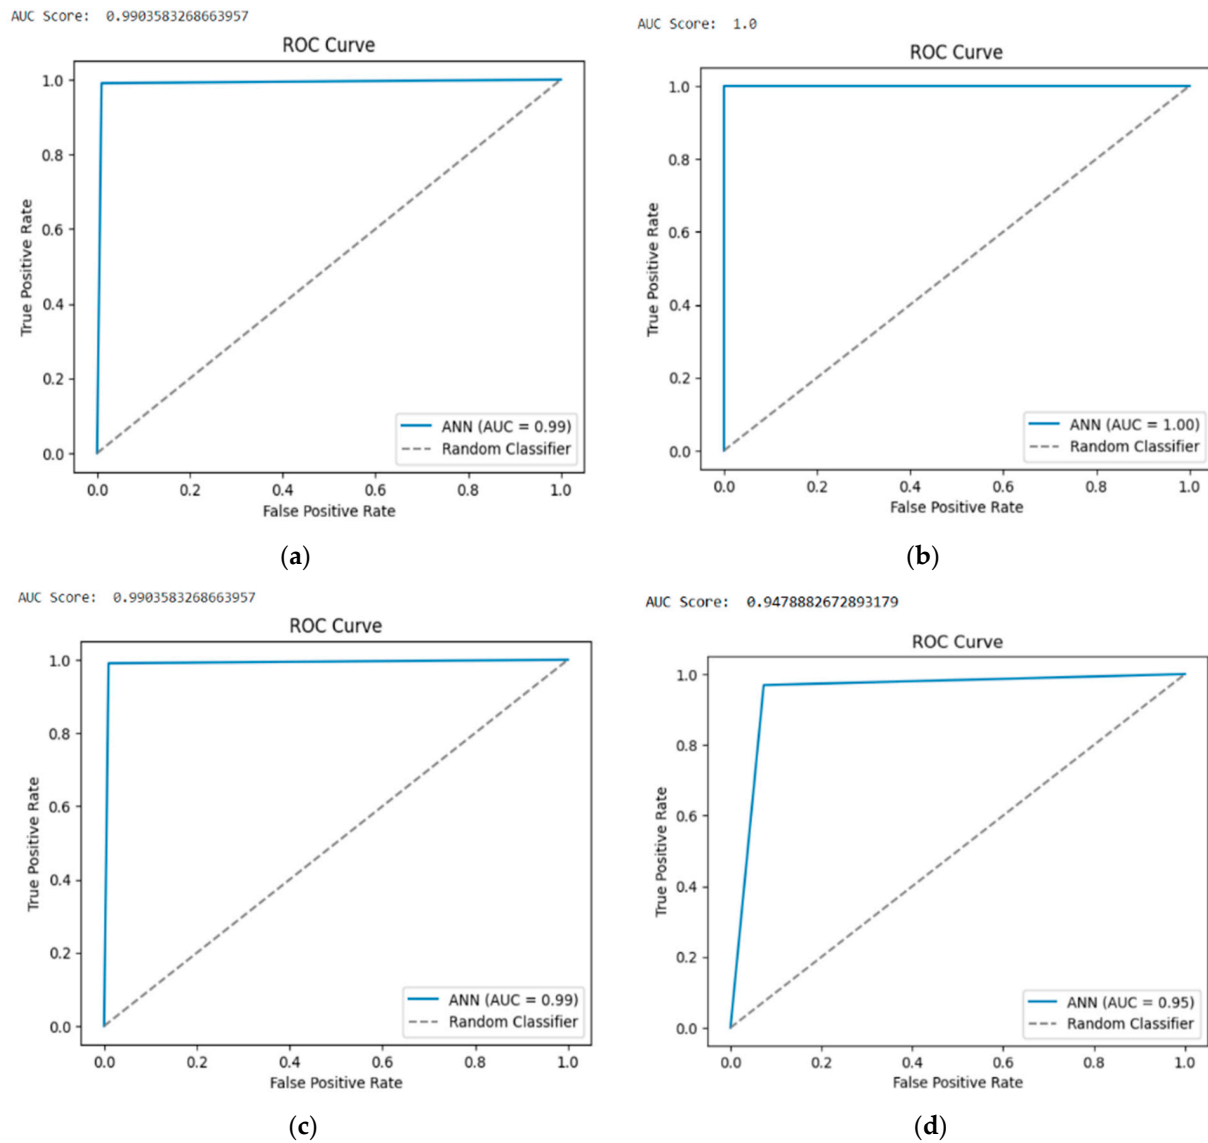 AUC Score:  0.9903583268663957
ROC Curve
True Positive Rate
1.0
0.8
0.6
0.4
0.2
0.0
ANN (AUC = 0.99)
Random Classifier
0.0 0.2 0.4 0.6 0.8 1.0
False Positive Rate
(a)
AUC Score:  1.0
ROC Curve
True Positive Rate
1.0
0.8
0.6
0.4
0.2
0.0
ANN (AUC = 1.00)
Random Classifier
0.0 0.2 0.4 0.6 0.8 1.0
False Positive Rate
(b)
AUC Score:  0.9903583268663957
ROC Curve
True Positive Rate
1.0
0.8
0.6
0.4
0.2
0.0
ANN (AUC = 0.99)
Random Classifier
0.0 0.2 0.4 0.6 0.8 1.0
False Positive Rate
(c)
AUC Score:  0.9478882672893179
ROC Curve
True Positive Rate
1.0
0.8
0.6
0.4
0.2
0.0
ANN (AUC = 0.95)
Random Classifier
0.0 0.2 0.4 0.6 0.8 1.0
False Positive Rate
(d)